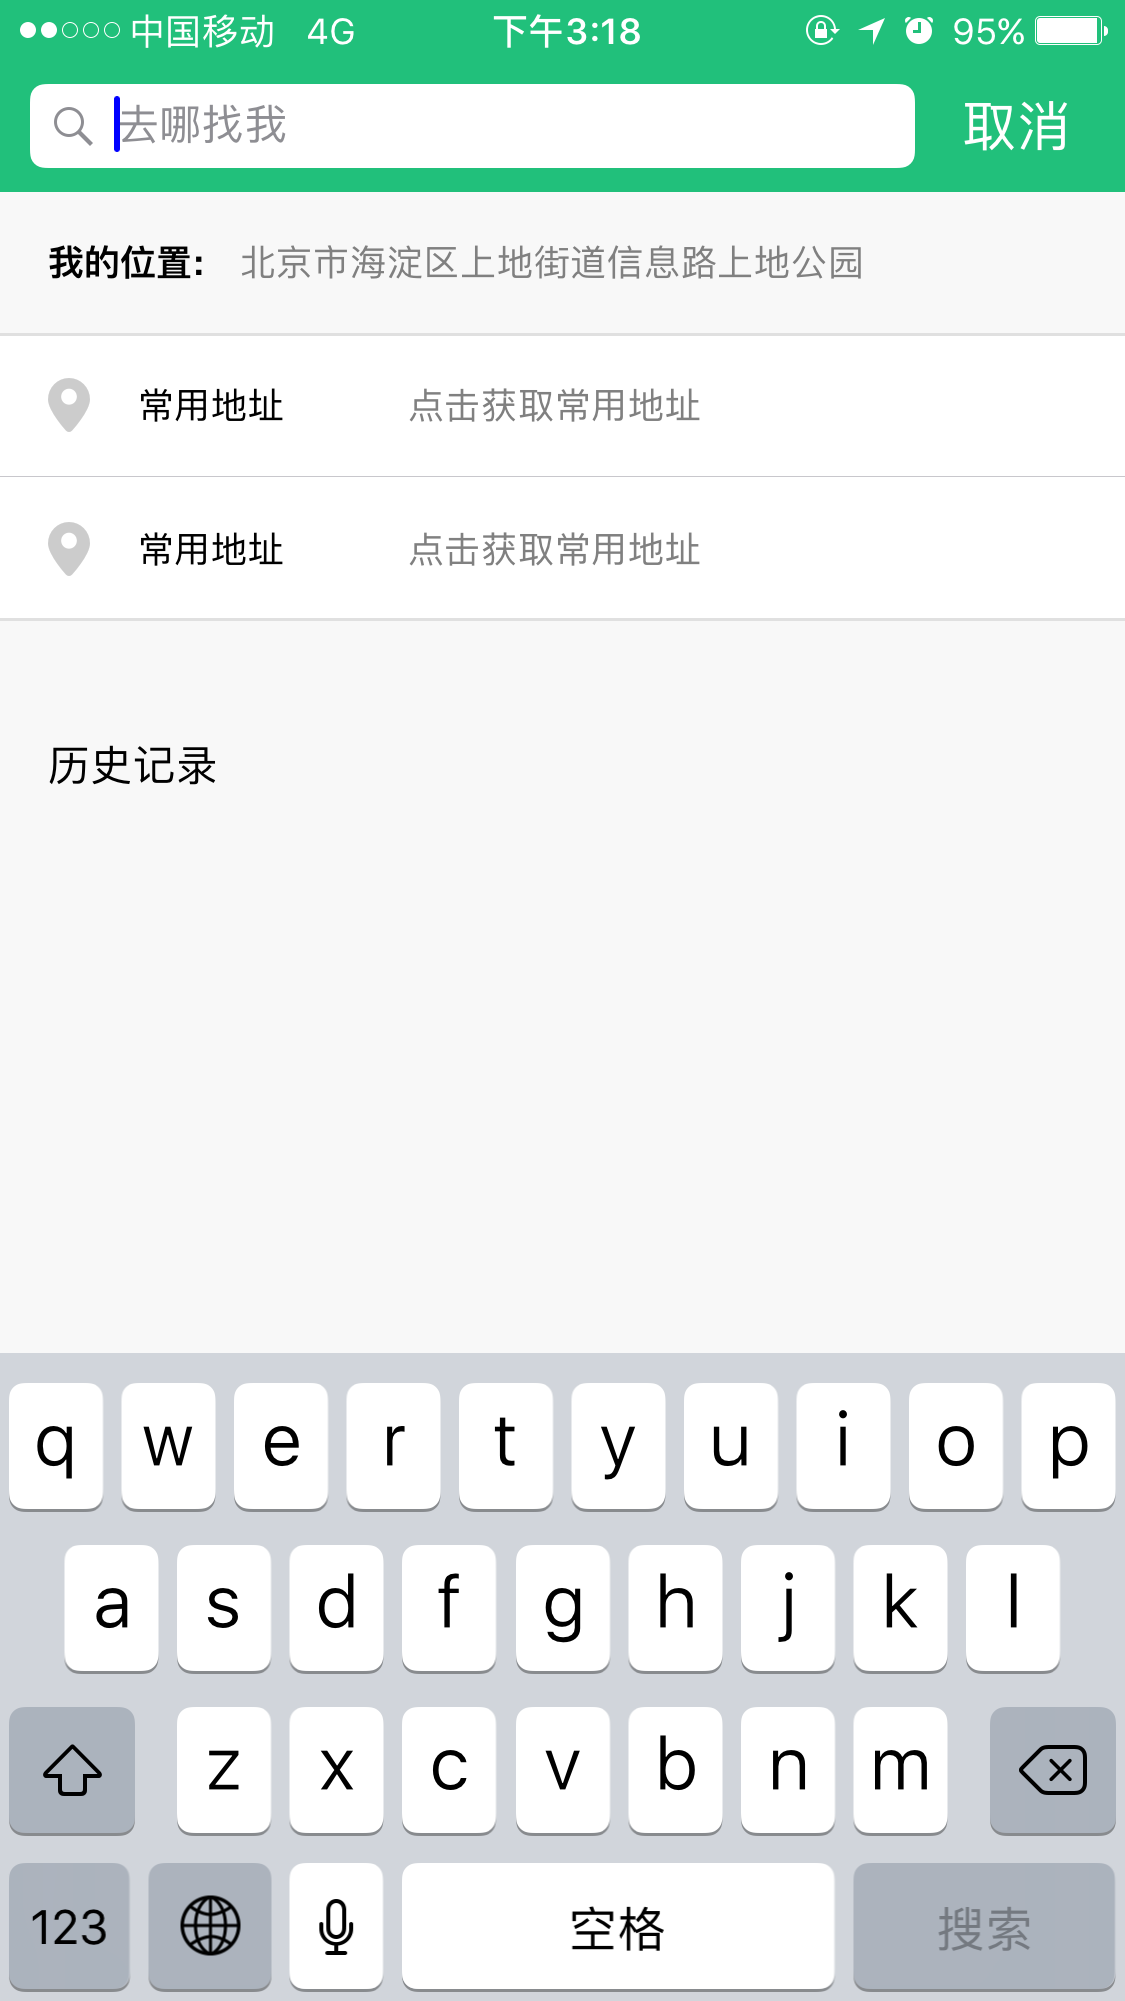 中国移动 4G 下午3:18 95%
去哪找我 取消
我的位置: 北京市海淀区上地街道信息路上地公园
常用地址 点击获取常用地址
常用地址 点击获取常用地址
历史记录
q w e r t y u i o p
a s d f g h j k l
z x c v b n m
123 空格 搜索